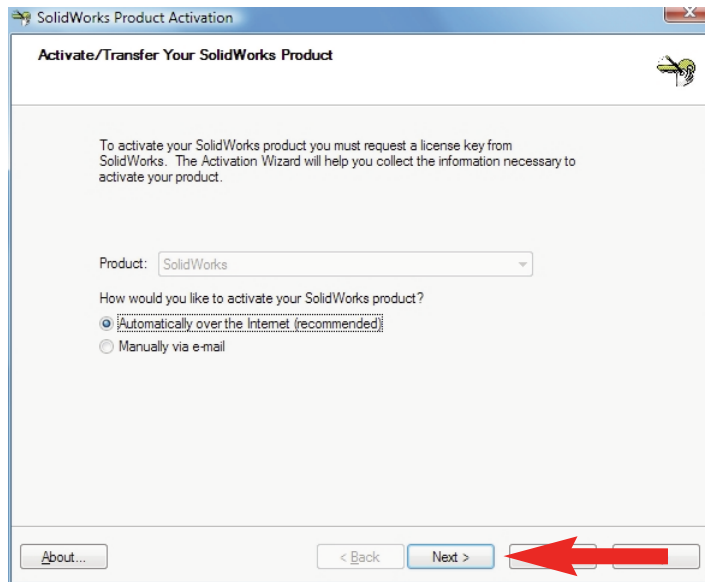 SolidWorks Product Activation
Activate/Transfer Your SolidWorks Product
To activate your SolidWorks product you must request a license key from
SolidWorks. The Activation Wizard will help you collect the information necessary to
activate your product.
Product: SolidWorks
How would you like to activate your SolidWorks product?
Automatically over the Internet (recommended)
Manually via e-mail
About... < Back Next >